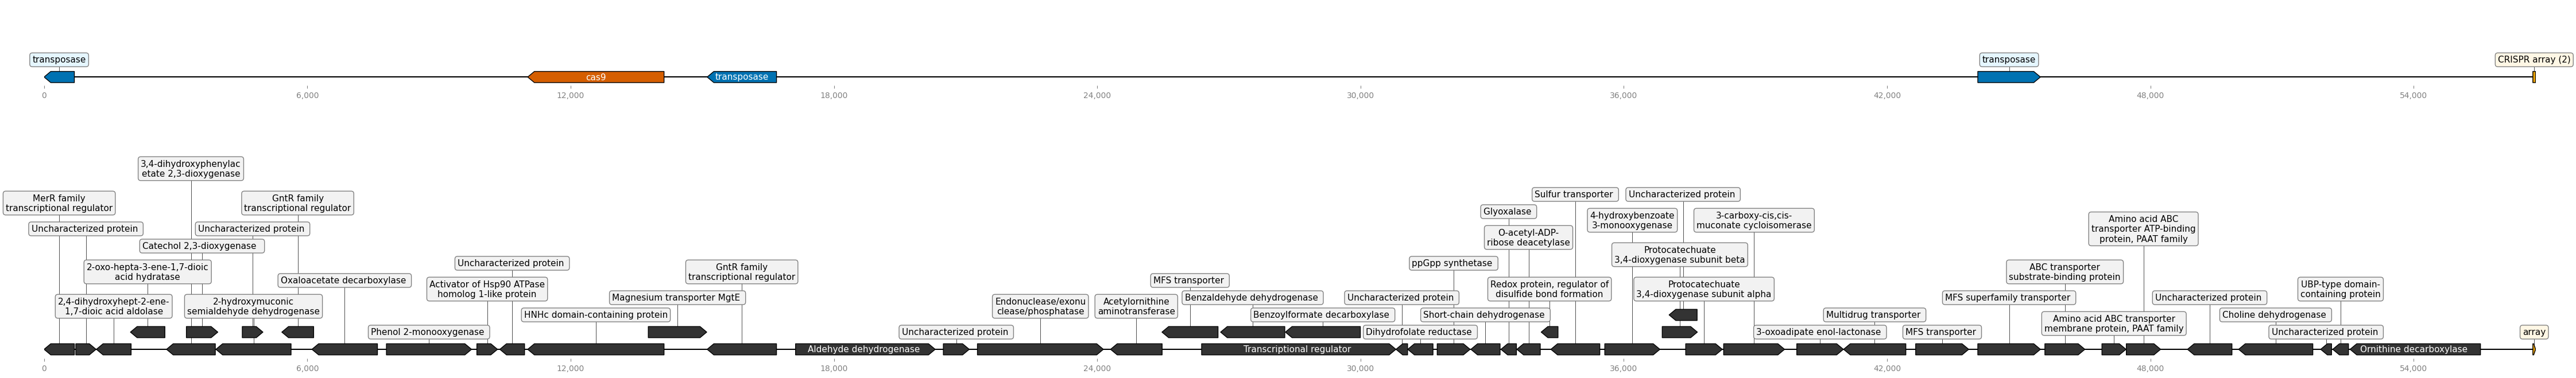 transposase
transposase
CRISPR array (2)
cas9
transposase
0
6,000
12,000
18,000
24,000
30,000
36,000
42,000
48,000
54,000
3,4-dihydroxyphenylac
etate 2,3-dioxygenase
MerR family
transcriptional regulator
GntR family
transcriptional regulator
Sulfur transporter
Uncharacterized protein
Glyoxalase
4-hydroxybenzoate
3-monooxygenase
3-carboxy-cis,cis-
muconate cycloisomerase
Amino acid ABC
transporter ATP-binding
protein, PAAT family
Uncharacterized protein
Uncharacterized protein
O-acetyl-ADP-
ribose deacetylase
Catechol 2,3-dioxygenase
Protocatechuate
3,4-dioxygenase subunit beta
2-oxo-hepta-3-ene-1,7-dioic
acid hydratase
Uncharacterized protein
GntR family
transcriptional regulator
ppGpp synthetase
ABC transporter
substrate-binding protein
Oxaloacetate decarboxylase
Activator of Hsp90 ATPase
homolog 1-like protein
MFS transporter
Redox protein, regulator of
disulfide bond formation
Protocatechuate
3,4-dioxygenase subunit alpha
UBP-type domain-
containing protein
2,4-dihydroxyhept-2-ene-
1,7-dioic acid aldolase
2-hydroxymuconic
semialdehyde dehydrogenase
Magnesium transporter MgtE
Endonuclease/exonu
clease/phosphatase
Acetylornithine
aminotransferase
Benzaldehyde dehydrogenase
Uncharacterized protein
MFS superfamily transporter
Uncharacterized protein
HNHc domain-containing protein
Benzoylformate decarboxylase
Short-chain dehydrogenase
Multidrug transporter
Amino acid ABC transporter
membrane protein, PAAT family
Choline dehydrogenase
Phenol 2-monooxygenase
Uncharacterized protein
Dihydrofolate reductase
3-oxoadipate enol-lactonase
MFS transporter
Uncharacterized protein
array
Aldehyde dehydrogenase
Transcriptional regulator
Ornithine decarboxylase
0
6,000
12,000
18,000
24,000
30,000
36,000
42,000
48,000
54,000